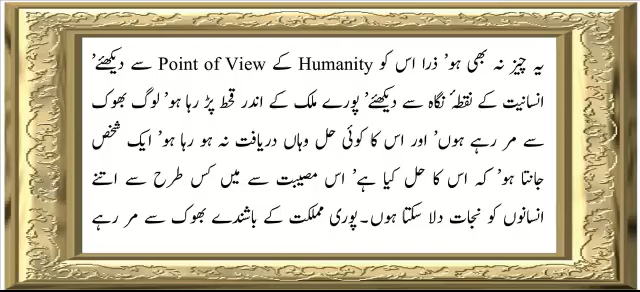 یہ چیز نہ بھی ہو’ ذرا اس کو Humanity کے Point of View سے دیکھئے’
انسانیت کے نقطۂ نگاہ سے دیکھئے’ پورے ملک کے اندر قحط پڑ رہا ہو’ لوگ بھوک
سے مر رہے ہوں’ اور اس کا کوئی حل وہاں دریافت نہ ہو رہا ہو’ ایک شخص
جانتا ہو’ کہ اس کا حل کیا ہے’ اس مصیبت سے میں کس طرح سے اتنے
انسانوں کو نجات دلا سکتا ہوں۔ پوری مملکت کے باشندے بھوک سے مر رہے